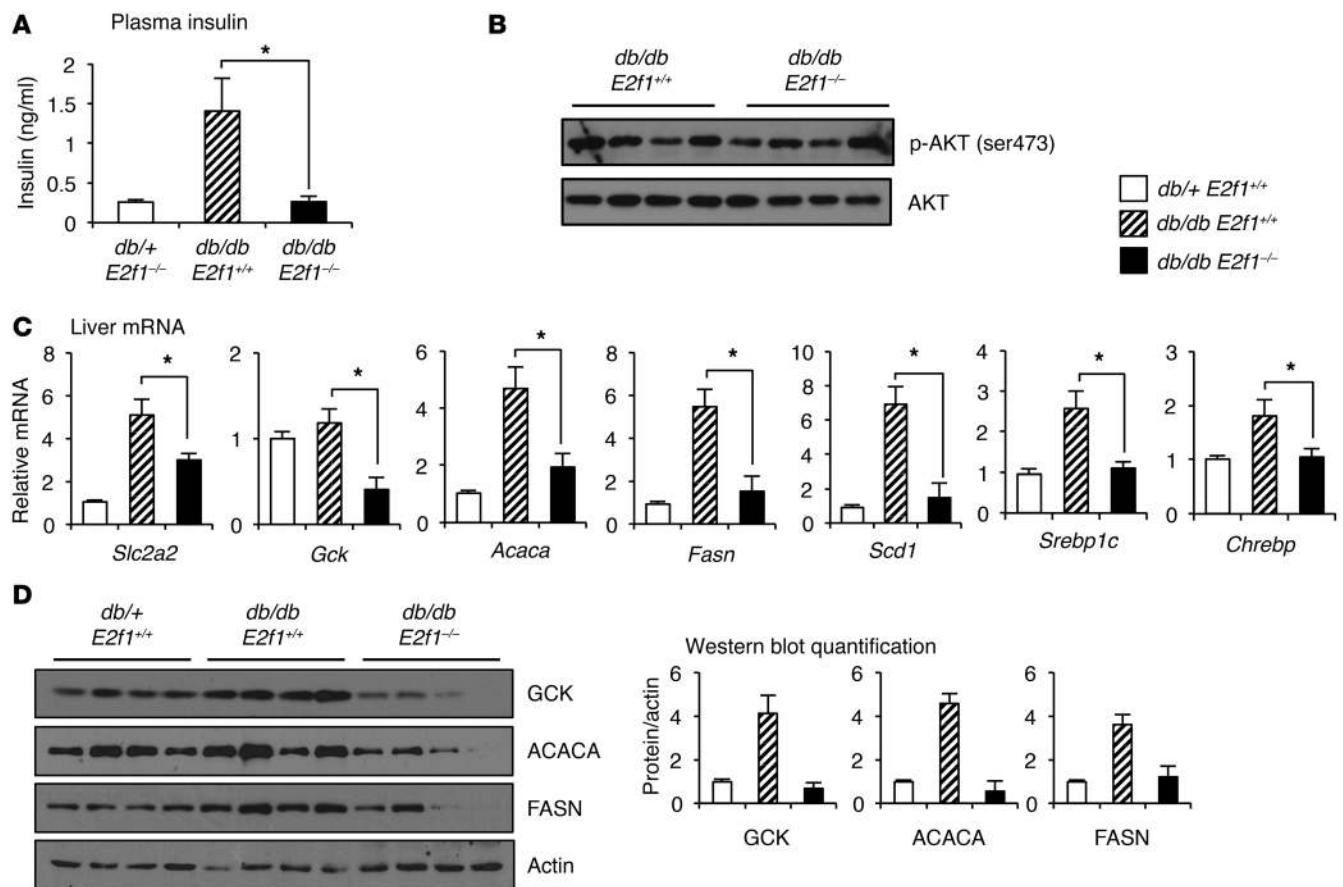 A
Plasma insulin
*
Insulin (ng/ml)
2
1.5
1
0.5
0
db/+ db/db db/db
E2f1–/– E2f1+/+ E2f1–/–
B
db/db db/db
E2f1+/+ E2f1–/–
p-AKT (ser473)
AKT
db/+ E2f1+/+
db/db E2f1+/+
db/db E2f1–/–
C
Liver mRNA
Relative mRNA
8
6
4
2
0
*
Slc2a2
2
1
0
*
Gck
6
4
2
0
*
Acaca
8
6
4
2
0
*
Fasn
10
8
6
4
2
0
*
Scd1
4
3
2
1
0
*
Srebp1c
3
2
1
0
*
Chrebp
D
db/+ db/db db/db
E2f1+/+ E2f1+/+ E2f1–/–
GCK
ACACA
FASN
Actin
Western blot quantification
Protein/actin
6
4
2
0
GCK
6
4
2
0
ACACA
6
4
2
0
FASN